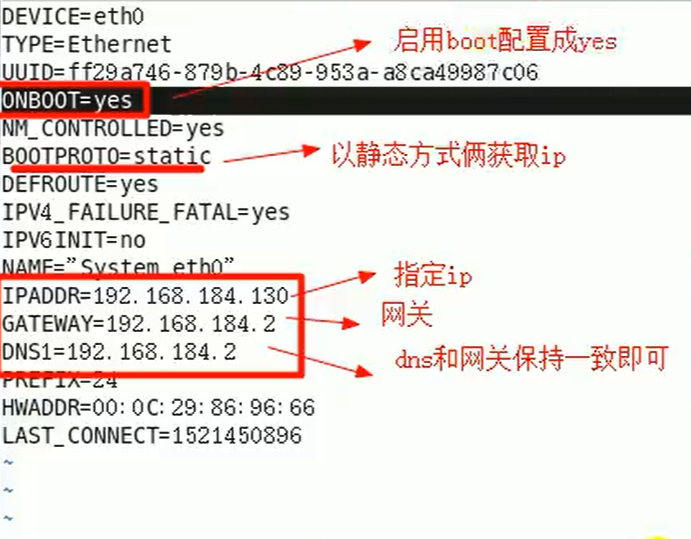 DEVICE=eth0
TYPE=Ethernet
启用boot配置成yes
UUID=ff29a746-879b-4c89-953a-a8ca49987c06
ONBOOT=yes
NM_CONTROLLED=yes
BOOTPROTO=static
以静态方式俩获取ip
DEFROUTE=yes
IPV4_FAILURE_FATAL=yes
IPV6INIT=no
NAME="System eth0"
IPADDR=192.168.184.130
指定ip
GATEWAY=192.168.184.2
网关
DNS1=192.168.184.2
dns和网关保持一致即可
PREFIX=24
HWADDR=00:0C:29:86:96:66
LAST_CONNECT=1521450896
~
~
~